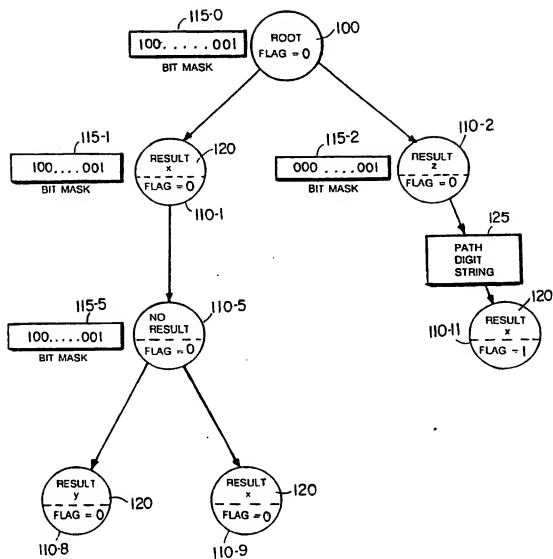 115-0
100......001
BIT MASK
ROOT
FLAG = 0
100
115-1
100....001
BIT MASK
RESULT
x
FLAG = 0
120
110-1
115-2
000 ....001
BIT MASK
110-2
RESULT
z
FLAG = 0
125
PATH
DIGIT
STRING
120
RESULT
x
FLAG = 1
110-11
115-5
100.....001
BIT MASK
110-5
NO
RESULT
FLAG = 0
RESULT
y
FLAG = 0
120
110-8
RESULT
x
FLAG = 0
120
110-9